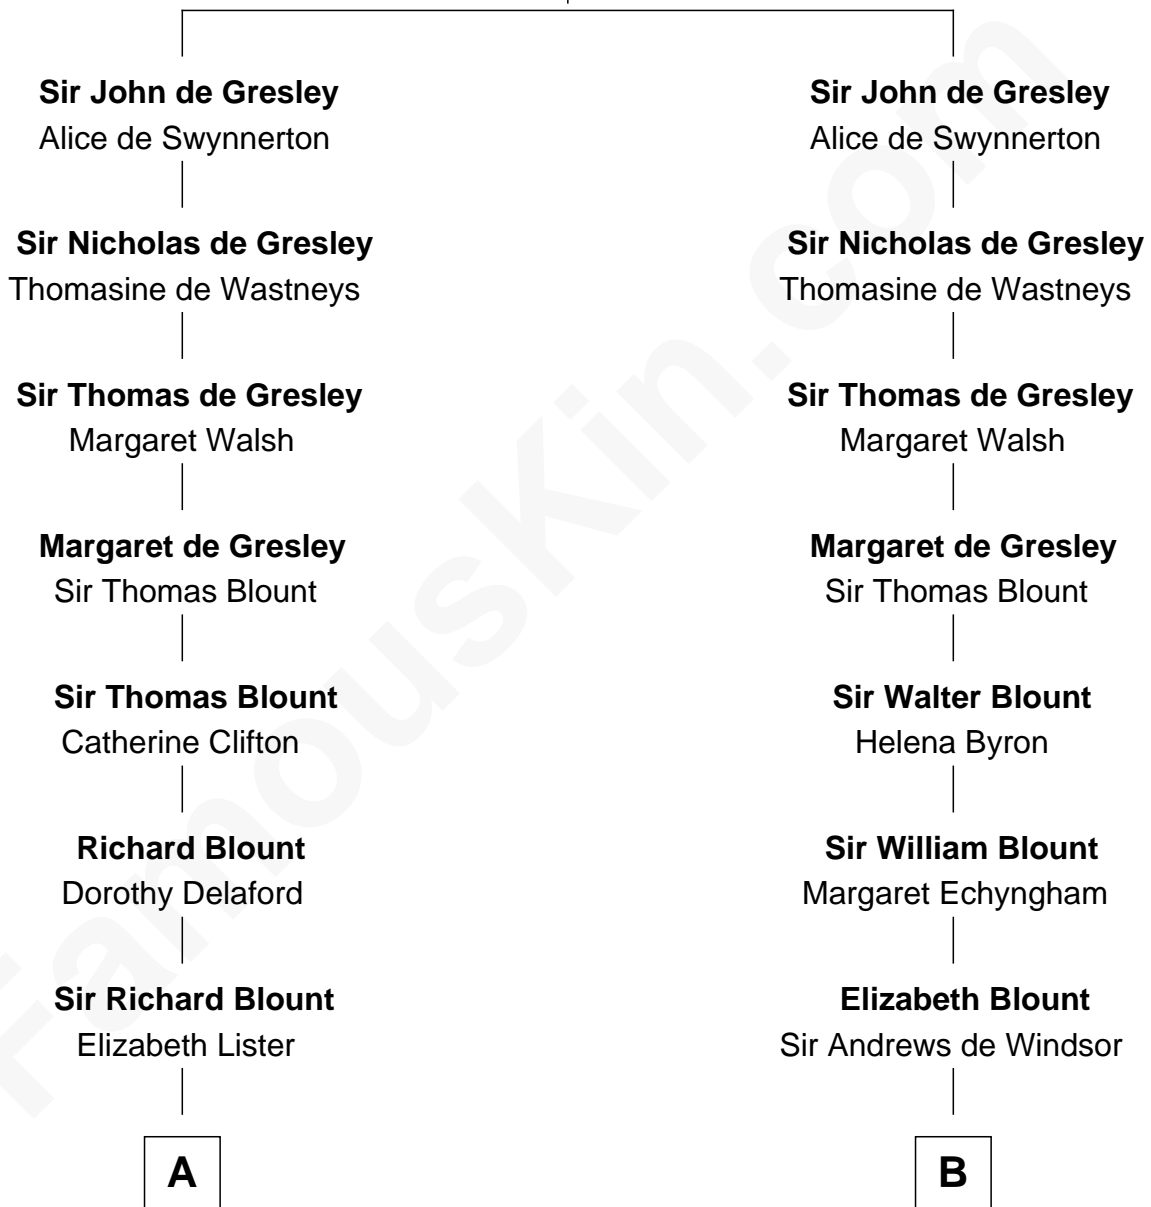 Sir John de Gresley
Alice de Swynnerton
Sir Nicholas de Gresley
Thomasine de Wastneys
Sir Thomas de Gresley
Margaret Walsh
Margaret de Gresley
Sir Thomas Blount
Sir Thomas Blount
Catherine Clifton
Richard Blount
Dorothy Delaford
Sir Richard Blount
Elizabeth Lister
A
Sir John de Gresley
Alice de Swynnerton
Sir Nicholas de Gresley
Thomasine de Wastneys
Sir Thomas de Gresley
Margaret Walsh
Margaret de Gresley
Sir Thomas Blount
Sir Walter Blount
Helena Byron
Sir William Blount
Margaret Echyngham
Elizabeth Blount
Sir Andrews de Windsor
B
FamousKin.com